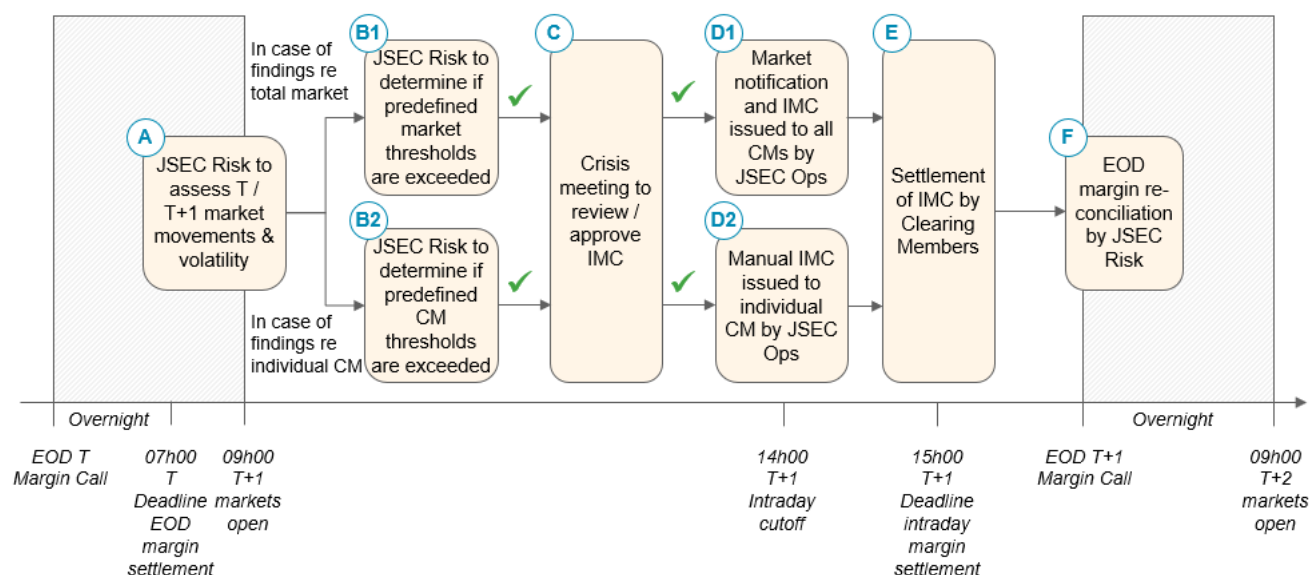 In case of
findings re
total market
A
JSEC Risk to
assess T /
T+1 market
movements &
volatility
In case of
findings re
individual CM
B1
JSEC Risk to
determine if
predefined
market
thresholds
are exceeded
B2
JSEC Risk to
determine if
predefined
CM
thresholds
are exceeded
C
Crisis
meeting to
review /
approve
IMC
D1
Market
notification
and IMC
issued to all
CMs by
JSEC Ops
D2
Manual IMC
issued to
individual
CM by JSEC
Ops
E
Settlement
of IMC by
Clearing
Members
F
EOD
margin re-
conciliation
by JSEC
Risk
Overnight
Overnight
EOD T
Margin Call
07h00
T
Deadline
EOD
margin
settlement
09h00
T+1
markets
open
14h00
T+1
Intraday
cutoff
15h00
T+1
Deadline
intraday
margin
settlement
EOD T+1
Margin Call
09h00
T+2
markets
open